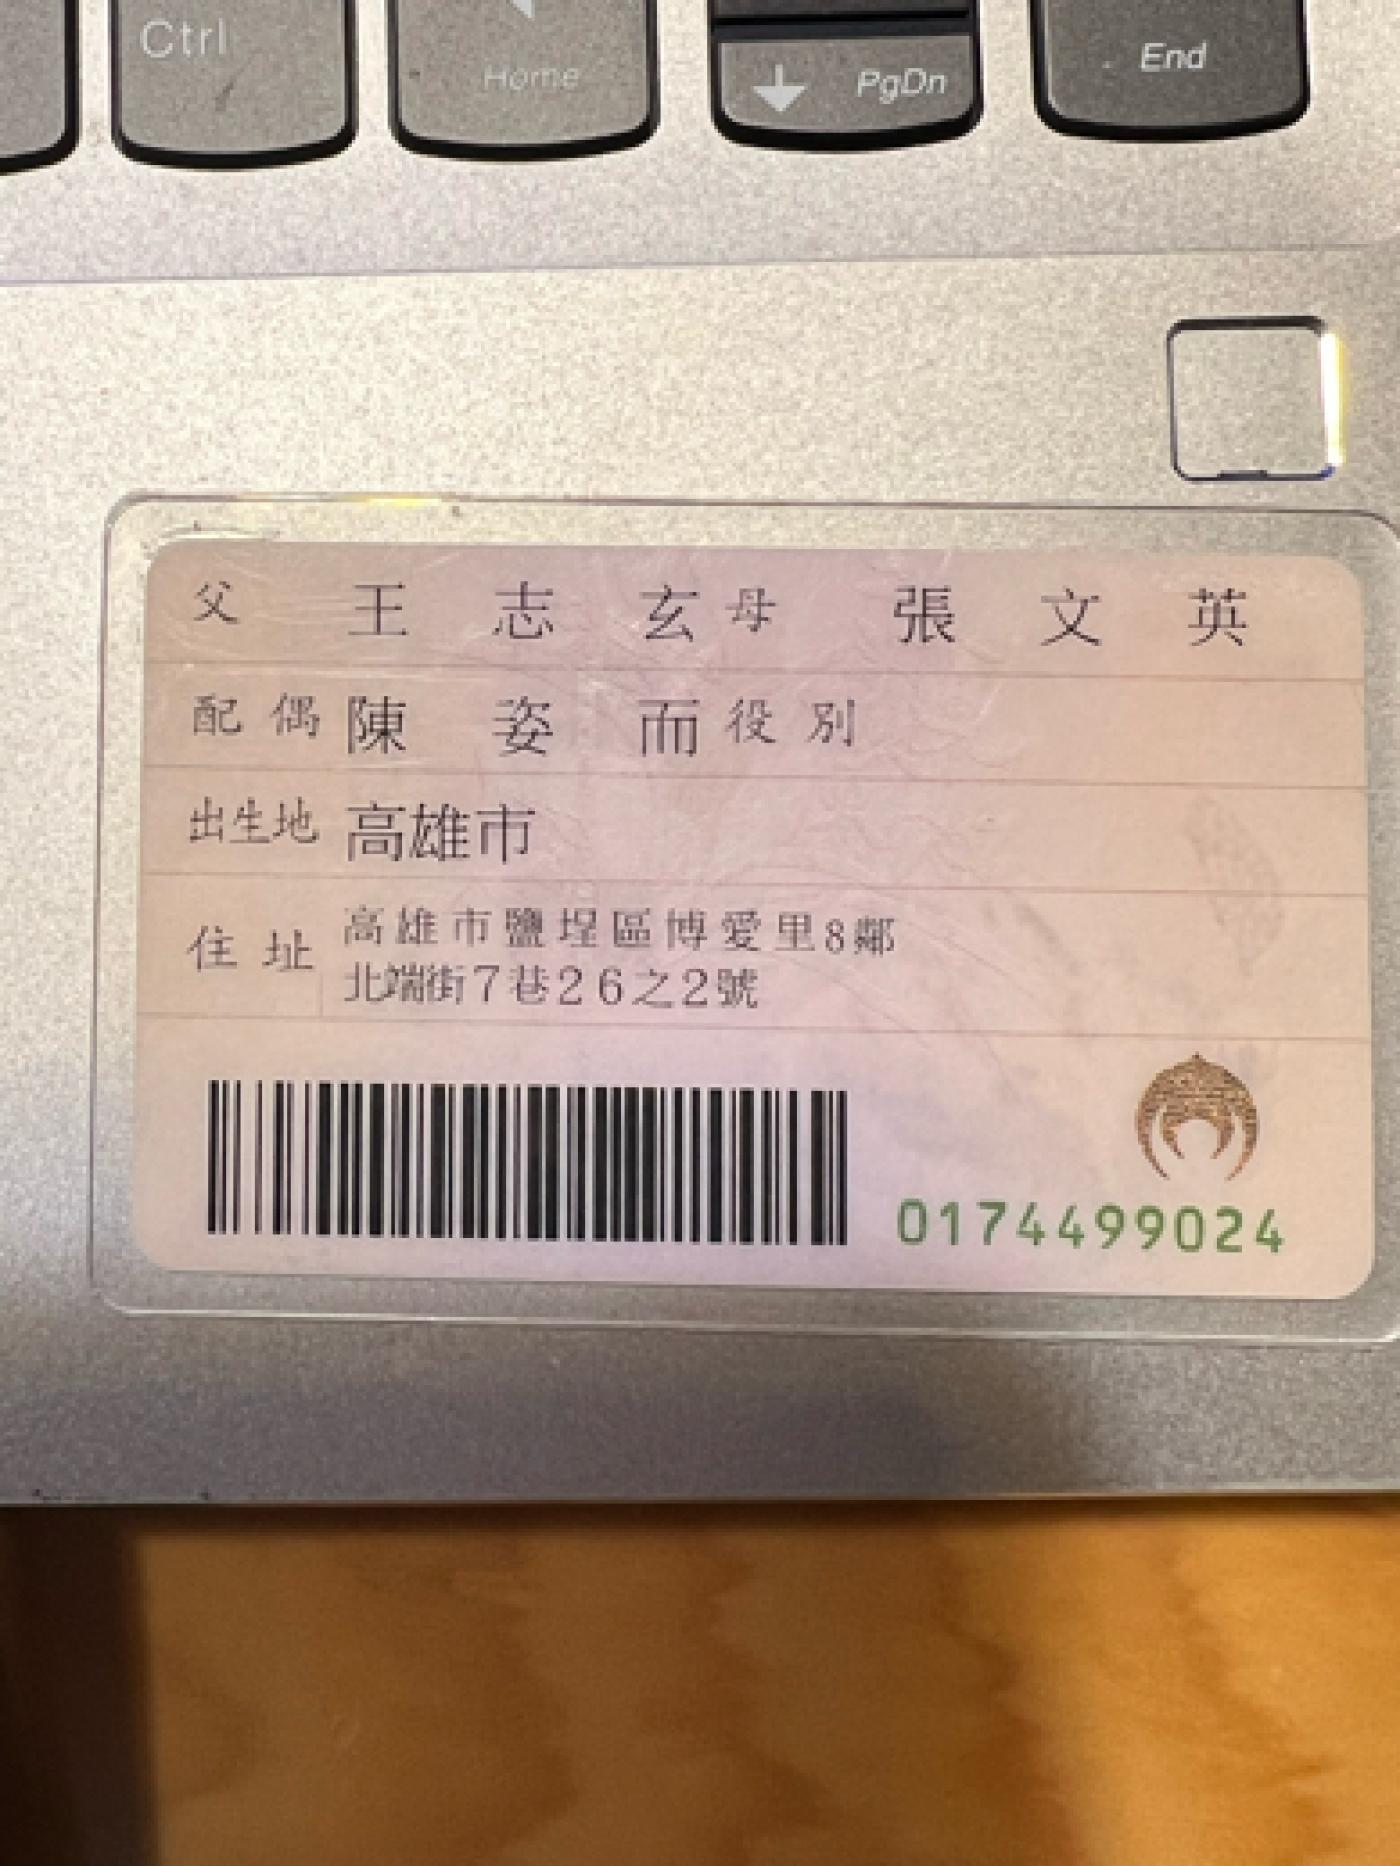 Ctrl
Home
PgDn
End
父 王志玄 母 張文英
配偶 陳姿而 役別
出生地 高雄市
住址 高雄市鹽埕區博愛里8鄰
北端街7巷26之2號
0174499024